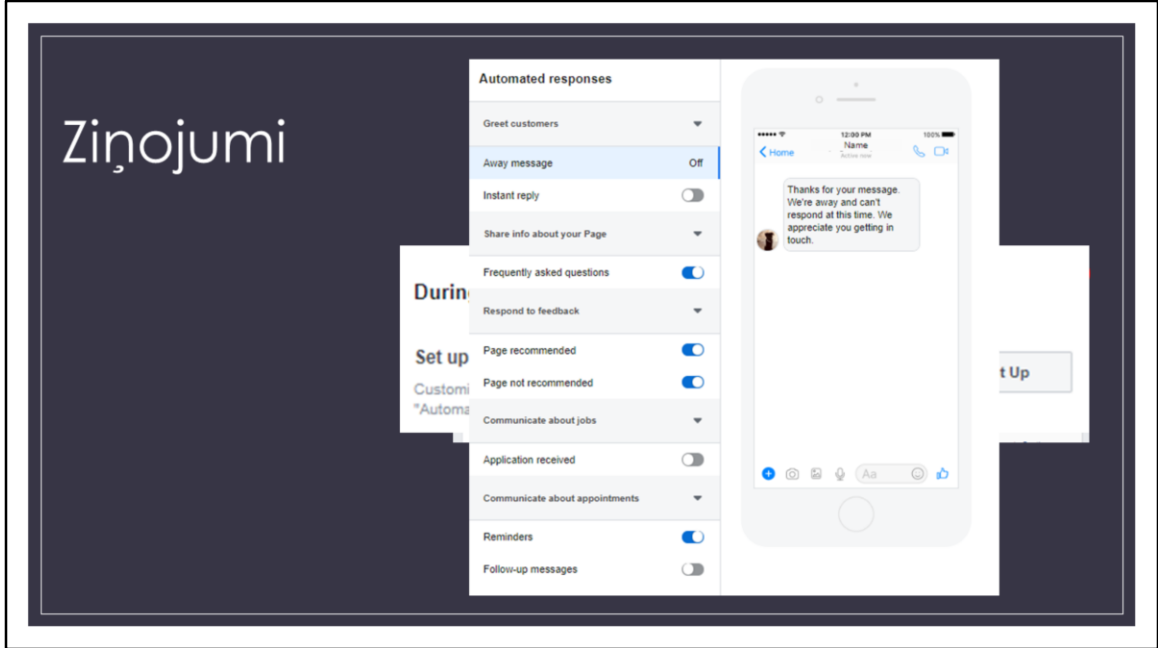 Ziņojumi
Automated responses
Greet customers
Away message Off
Instant reply
Share info about your Page
Frequently asked questions
Respond to feedback
Page recommended
Page not recommended
Communicate about jobs
Application received
Communicate about appointments
Reminders
Follow-up messages
12:00 PM 100%
Home Name
Active now
Thanks for your message.
We're away and can't
respond at this time. We
appreciate you getting in
touch.
Aa
Durin
Set up
Customi
"Automa
t Up